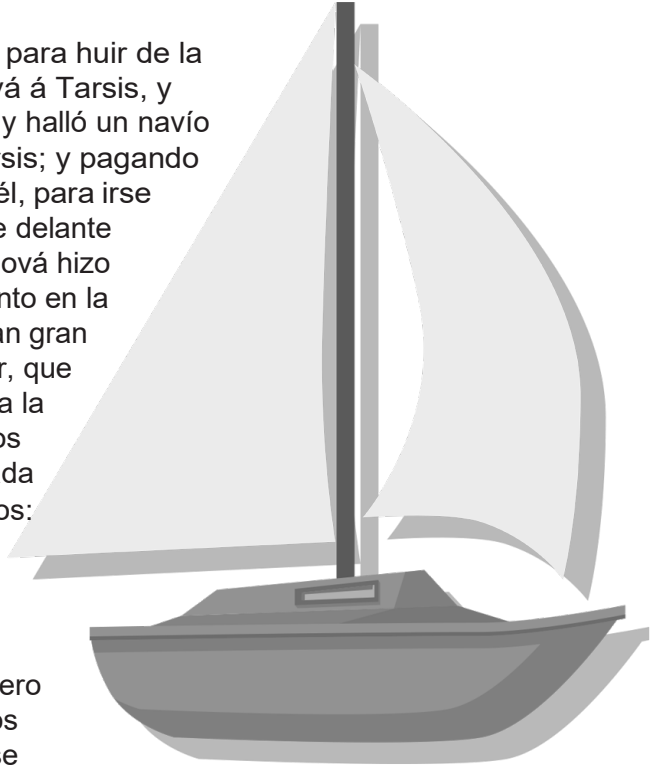 para huir de la
vá á Tarsis, y
y halló un navío
rsis; y pagando
él, para irse
e delante
ová hizo
nto en la
an gran
r, que
a la
os
da
os:
ero
os
se